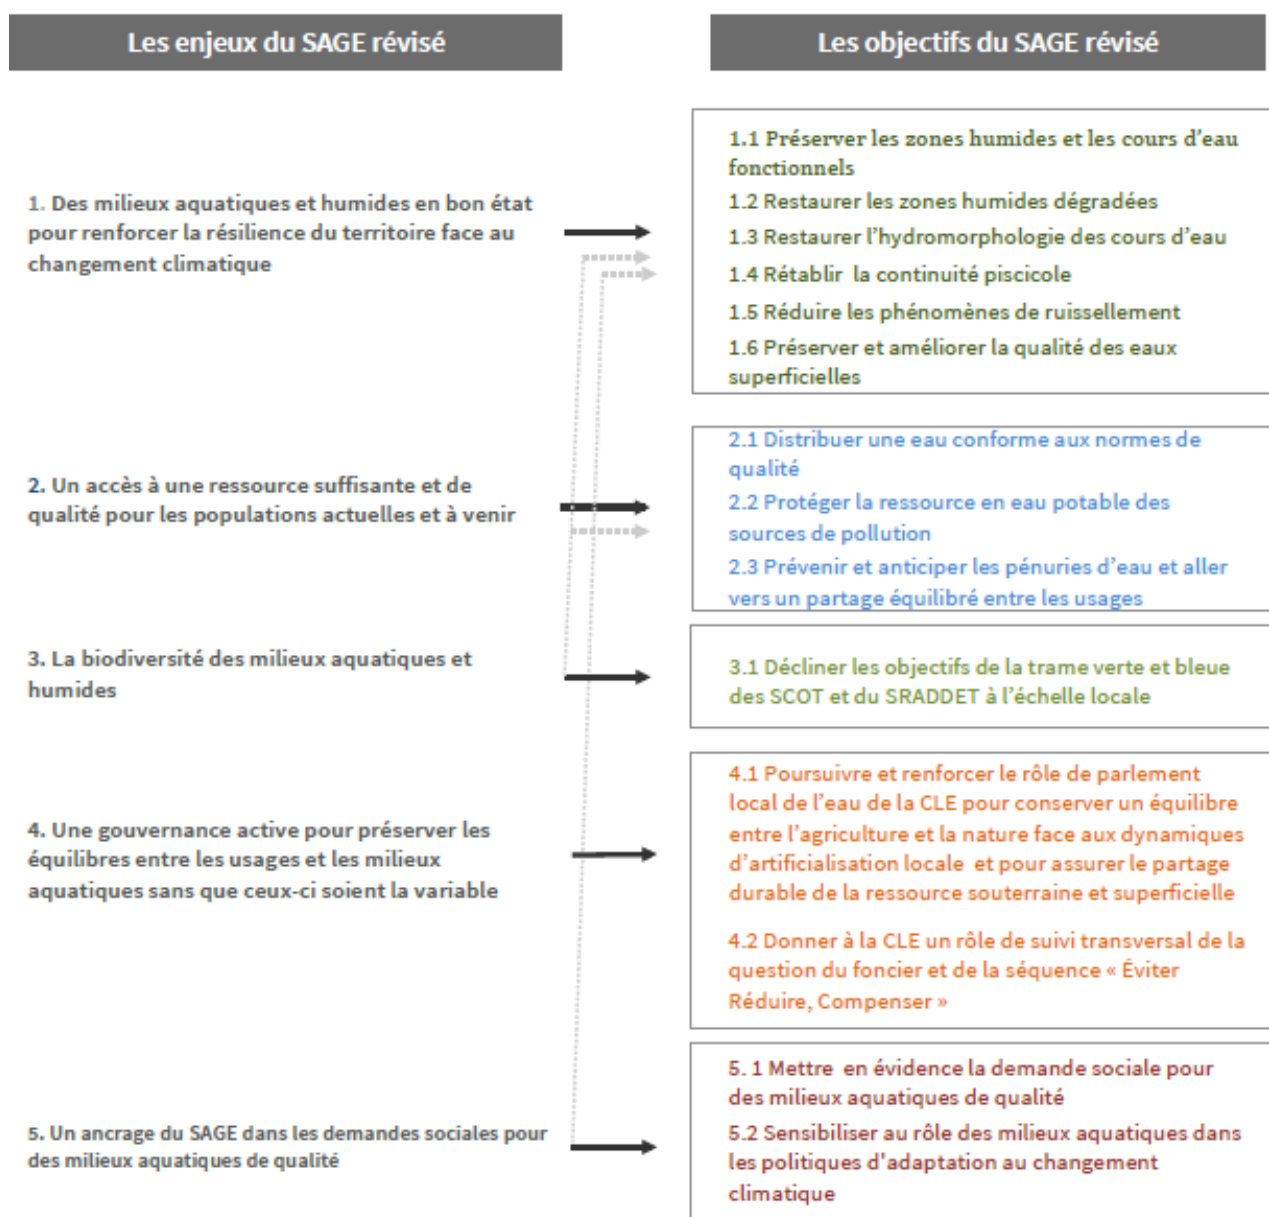 Les enjeux du SAGE révisé
Les objectifs du SAGE révisé
1. Des milieux aquatiques et humides en bon état
pour renforcer la résilience du territoire face au
changement climatique
1.1 Préserver les zones humides et les cours d'eau
fonctionnels
1.2 Restaurer les zones humides dégradées
1.3 Restaurer l'hydromorphologie des cours d'eau
1.4 Rétablir la continuité piscicole
1.5 Réduire les phénomènes de ruissellement
1.6 Préserver et améliorer la qualité des eaux
superficielles
2. Un accès à une ressource suffisante et de
qualité pour les populations actuelles et à venir
2.1 Distribuer une eau conforme aux normes de
qualité
2.2 Protéger la ressource en eau potable des
sources de pollution
2.3 Prévenir et anticiper les pénuries d'eau et aller
vers un partage équilibré entre les usages
3. La biodiversité des milieux aquatiques et
humides
3.1 Décliner les objectifs de la trame verte et bleue
des SCOT et du SRADDET à l'échelle locale
4. Une gouvernance active pour préserver les
équilibres entre les usages et les milieux
aquatiques sans que ceux-ci soient la variable
4.1 Poursuivre et renforcer le rôle de parlement
local de l'eau de la CLE pour conserver un équilibre
entre l'agriculture et la nature face aux dynamiques
d'artificialisation locale et pour assurer le partage
durable de la ressource souterraine et superficielle
4.2 Donner à la CLE un rôle de suivi transversal de la
question du foncier et de la séquence « Éviter
Réduire, Compenser »
5. Un ancrage du SAGE dans les demandes sociales pour
des milieux aquatiques de qualité
5. 1 Mettre en évidence la demande sociale pour
des milieux aquatiques de qualité
5.2 Sensibiliser au rôle des milieux aquatiques dans
les politiques d'adaptation au changement
climatique